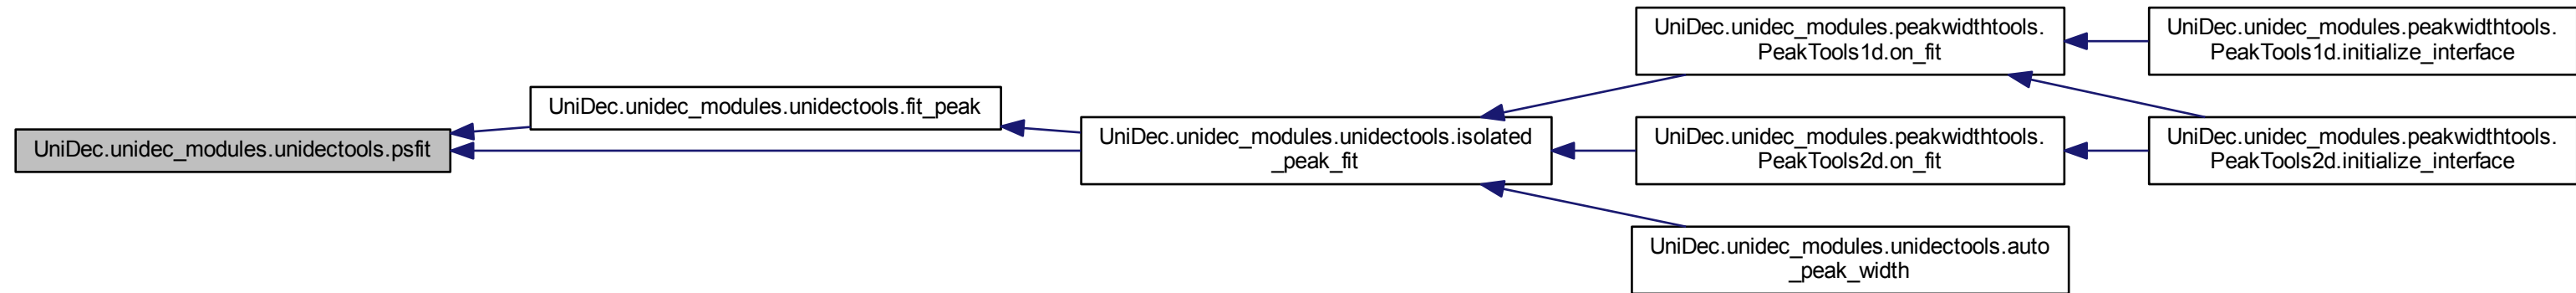 UniDec.unidec_modules.unidectools.psfit
UniDec.unidec_modules.unidectools.fit_peak
UniDec.unidec_modules.unidectools.isolated
_peak_fit
UniDec.unidec_modules.peakwidthtools.
PeakTools1d.on_fit
UniDec.unidec_modules.peakwidthtools.
PeakTools1d.initialize_interface
UniDec.unidec_modules.peakwidthtools.
PeakTools2d.on_fit
UniDec.unidec_modules.peakwidthtools.
PeakTools2d.initialize_interface
UniDec.unidec_modules.unidectools.auto
_peak_width